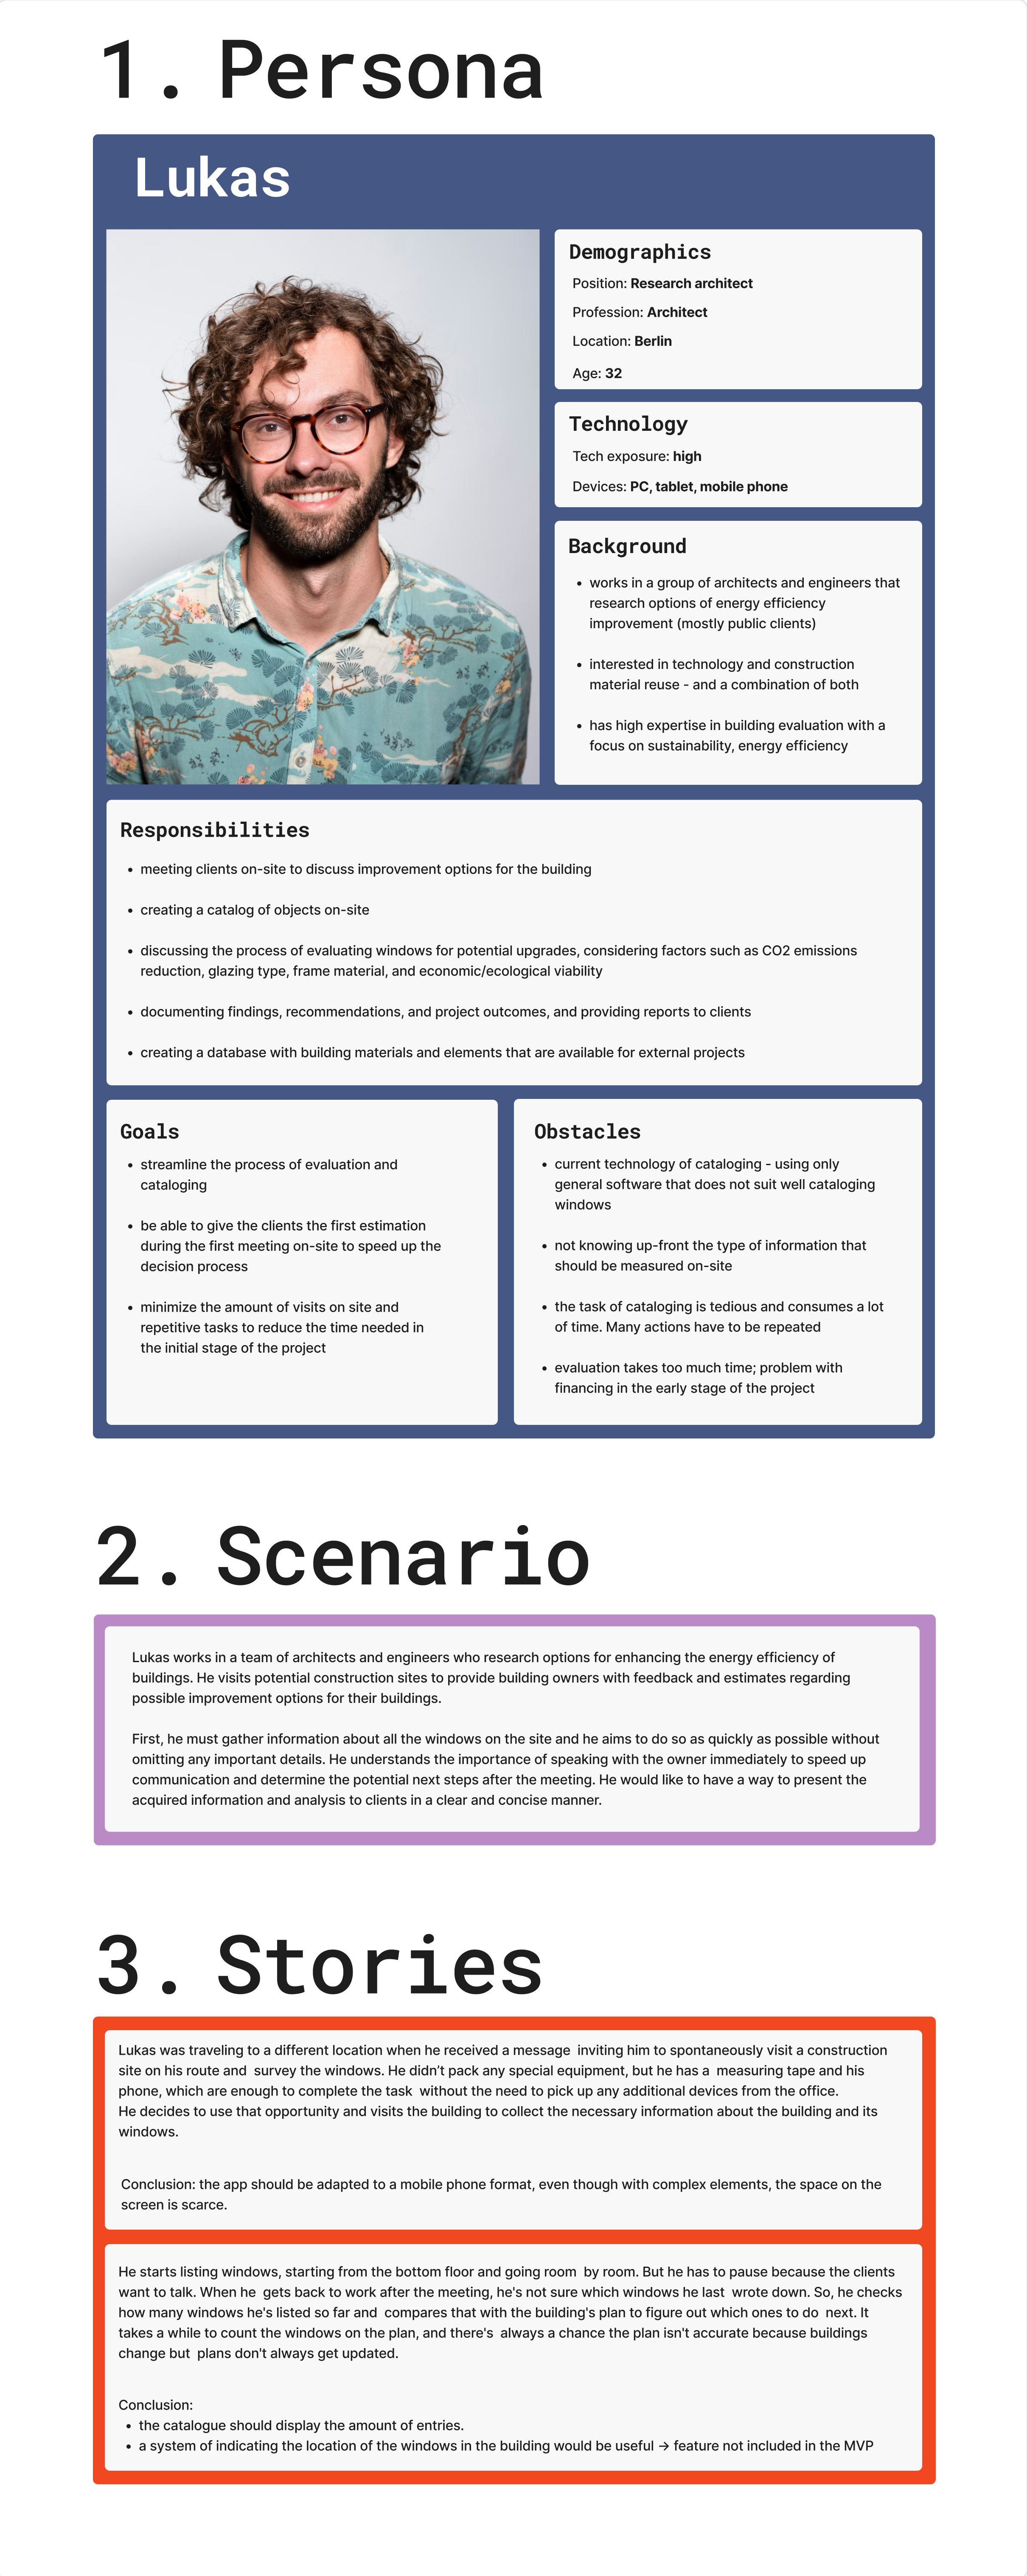 1. Persona
Lukas
Demographics
Position: Research architect
Profession: Architect
Location: Berlin
Age: 32
Technology
Tech exposure: high
Devices: PC, tablet, mobile phone
Background
• works in a group of architects and engineers that
research options of energy efficiency
improvement (mostly public clients)
• interested in technology and construction
material reuse - and a combination of both
• has high expertise in building evaluation with a
focus on sustainability, energy efficiency
Responsibilities
• meeting clients on-site to discuss improvement options for the building
• creating a catalog of objects on-site
• discussing the process of evaluating windows for potential upgrades, considering factors such as CO2 emissions
reduction, glazing type, frame material, and economic/ecological viability
• documenting findings, recommendations, and project outcomes, and providing reports to clients
• creating a database with building materials and elements that are available for external projects
Goals
• streamline the process of evaluation and
cataloging
• be able to give the clients the first estimation
during the first meeting on-site to speed up the
decision process
• minimize the amount of visits on site and
repetitive tasks to reduce the time needed in
the initial stage of the project
Obstacles
• current technology of cataloging - using only
general software that does not suit well cataloging
windows
• not knowing up-front the type of information that
should be measured on-site
• the task of cataloging is tedious and consumes a lot
of time. Many actions have to be repeated
• evaluation takes too much time; problem with
financing in the early stage of the project
2. Scenario
Lukas works in a team of architects and engineers who research options for enhancing the energy efficiency of
buildings. He visits potential construction sites to provide building owners with feedback and estimates regarding
possible improvement options for their buildings.
First, he must gather information about all the windows on the site and he aims to do so as quickly as possible without
omitting any important details. He understands the importance of speaking with the owner immediately to speed up
communication and determine the potential next steps after the meeting. He would like to have a way to present the
acquired information and analysis to clients in a clear and concise manner.
3. Stories
Lukas was traveling to a different location when he received a message  inviting him to spontaneously visit a construction
site on his route and  survey the windows. He didn't pack any special equipment, but he has a  measuring tape and his
phone, which are enough to complete the task  without the need to pick up any additional devices from the office.
He decides to use that opportunity and visits the building to collect the necessary information about the building and its
windows.
Conclusion: the app should be adapted to a mobile phone format, even though with complex elements, the space on the
screen is scarce.
He starts listing windows, starting from the bottom floor and going room  by room. But he has to pause because the clients
want to talk. When he  gets back to work after the meeting, he's not sure which windows he last  wrote down. So, he checks
how many windows he's listed so far and  compares that with the building's plan to figure out which ones to do  next. It
takes a while to count the windows on the plan, and there's  always a chance the plan isn't accurate because buildings
change but  plans don't always get updated.
Conclusion:
• the catalogue should display the amount of entries.
• a system of indicating the location of the windows in the building would be useful → feature not included in the MVP